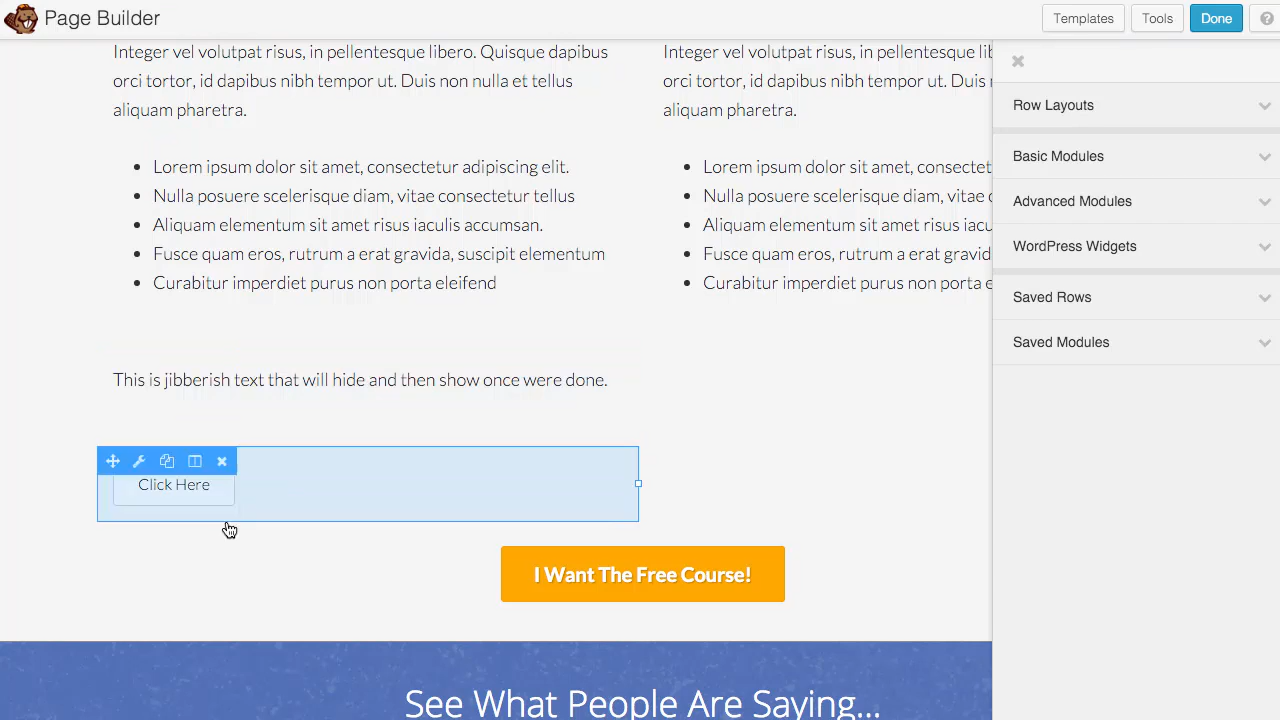 Page Builder
Templates
Tools
Done
Integer vel volutpat risus, in pellentesque libero. Quisque dapibus
orci tortor, id dapibus nibh tempor ut. Duis non nulla et tellus
aliquam pharetra.
Lorem ipsum dolor sit amet, consectetur adipiscing elit.
Nulla posuere scelerisque diam, vitae consectetur tellus
Aliquam elementum sit amet risus iaculis accumsan.
Fusce quam eros, rutrum a erat gravida, suscipit elementum
Curabitur imperdiet purus non porta eleifend
This is jibberish text that will hide and then show once were done.
Click Here
Integer vel volutpat risus, in pellentesque lib
orci tortor, id dapibus nibh tempor ut. Duis n
aliquam pharetra.
Lorem ipsum dolor sit amet, consectet
Nulla posuere scelerisque diam, vitae c
Aliquam elementum sit amet risus iacu
Fusce quam eros, rutrum a erat gravid
Curabitur imperdiet purus non porta e
I Want The Free Course!
See What People Are Saying...
Row Layouts
Basic Modules
Advanced Modules
WordPress Widgets
Saved Rows
Saved Modules